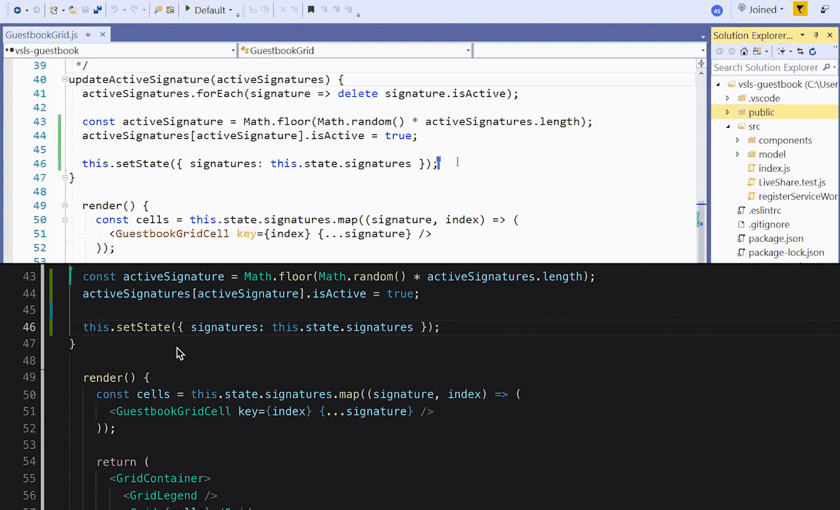 Default
AS
Joined
GuestbookGrid.js
vsls-guestbook
GuestbookGrid
39 */
40 updateActiveSignature(activeSignatures) {
41 activeSignatures.forEach(signature => delete signature.isActive);
42
43 const activeSignature = Math.floor(Math.random() * activeSignatures.length);
44 activeSignatures[activeSignature].isActive = true;
45
46 this.setState({ signatures: this.state.signatures });
47 }
48
49 render() {
50 const cells = this.state.signatures.map((signature, index) => (
51 <GuestbookGridCell key={index} {...signature} />
52 ));
53
Solution Explorer...
Search Solution Explorer
vsls-guestbook (C:\User
.vscode
public
src
components
model
index.js
LiveShare.test.js
registerServiceWor
.eslintrc
.gitignore
package.json
package-lock.json
43 const activeSignature = Math.floor(Math.random() * activeSignatures.length);
44 activeSignatures[activeSignature].isActive = true;
45
46 this.setState({ signatures: this.state.signatures });
47 }
48
49 render() {
50 const cells = this.state.signatures.map((signature, index) => (
51 <GuestbookGridCell key={index} {...signature} />
52 ));
53
54 return (
55 <GridContainer>
56 <GridLegend />